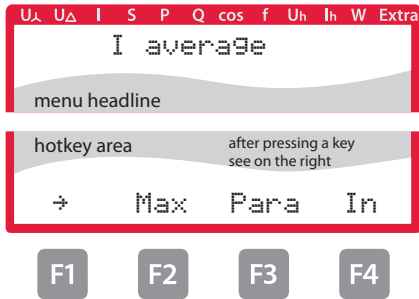 U⅄ U△ I S P Q cos f Uh Ih W Extra
I average
menu headline
hotkey area after pressing a key
see on the right
→ Max Para In
F1 F2 F3 F4